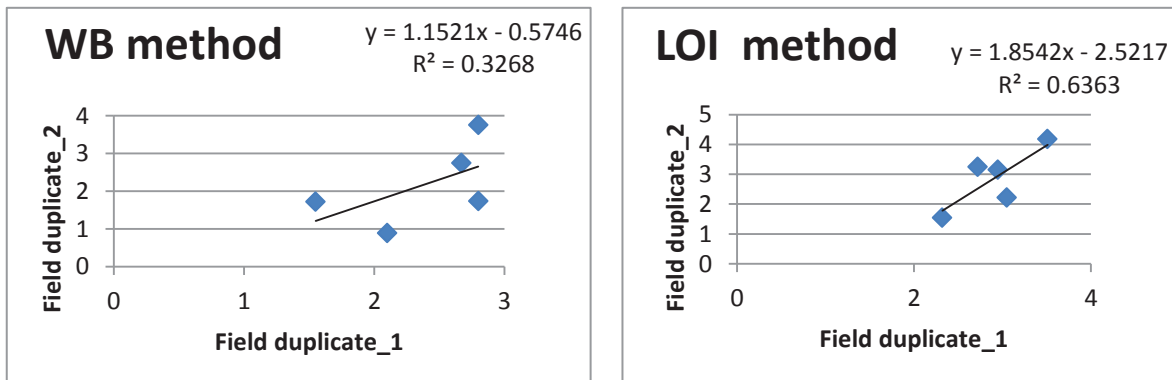 WB method
y = 1.1521x - 0.5746
R² = 0.3268
Field duplicate_2
4
3
2
1
0
0 1 2 3
Field duplicate_1
LOI method
y = 1.8542x - 2.5217
R² = 0.6363
Field duplicate_2
5
4
3
2
1
0
0 2 4
Field duplicate_1